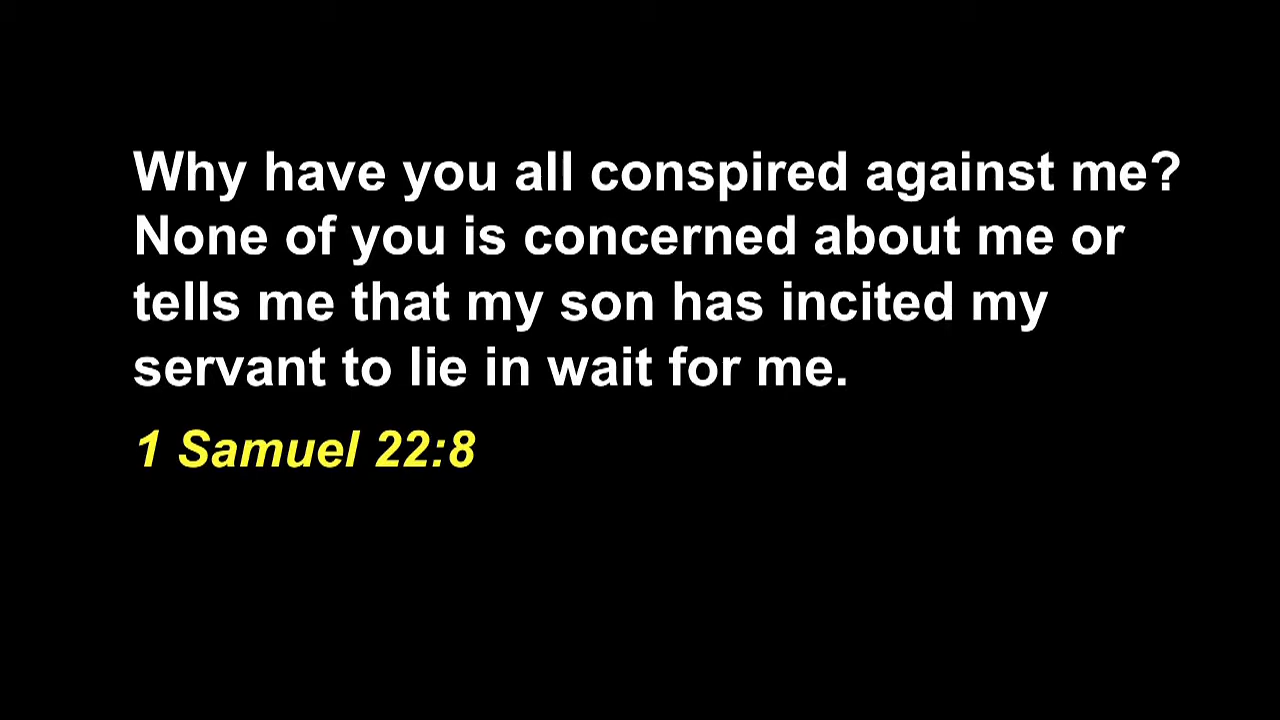 Why have you all conspired against me?
None of you is concerned about me or
tells me that my son has incited my
servant to lie in wait for me.
1 Samuel 22:8